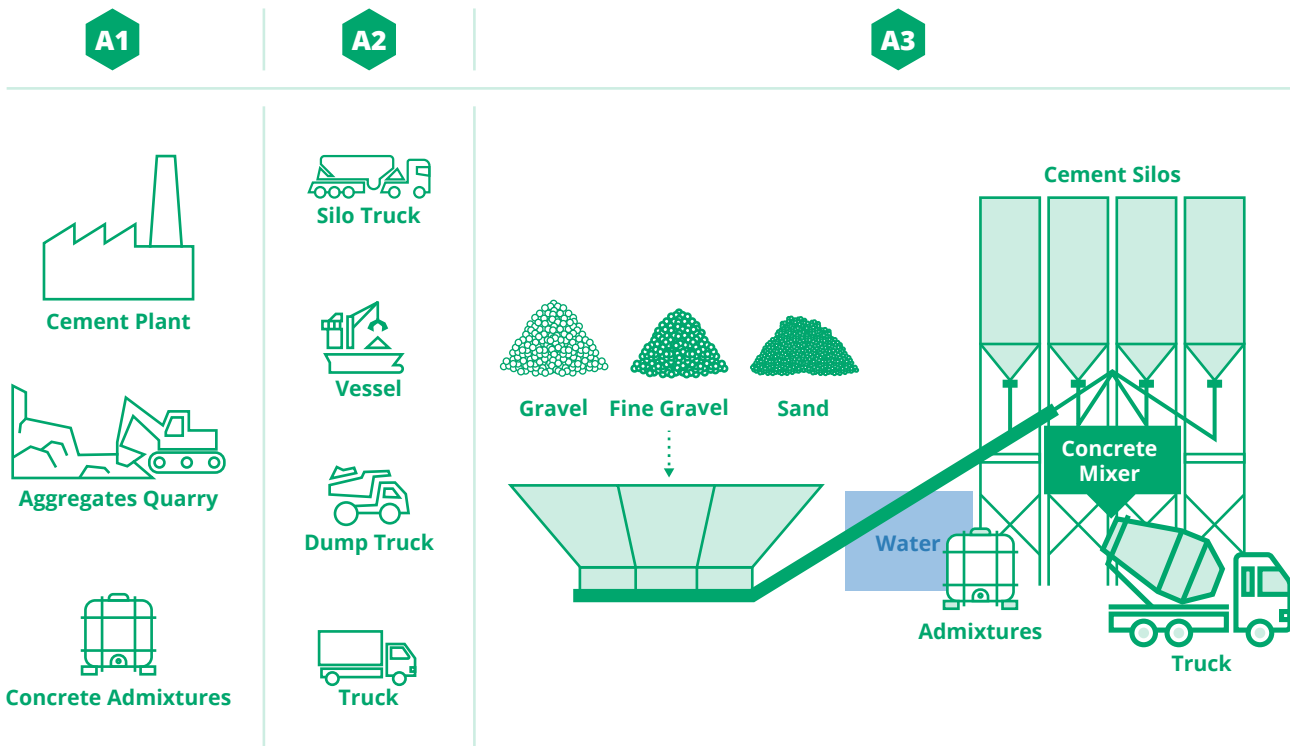 A1
A2
A3
Cement Plant
Aggregates Quarry
Concrete Admixtures
Silo Truck
Vessel
Dump Truck
Truck
Gravel
Fine Gravel
Sand
Cement Silos
Concrete
Mixer
Water
Admixtures
Truck